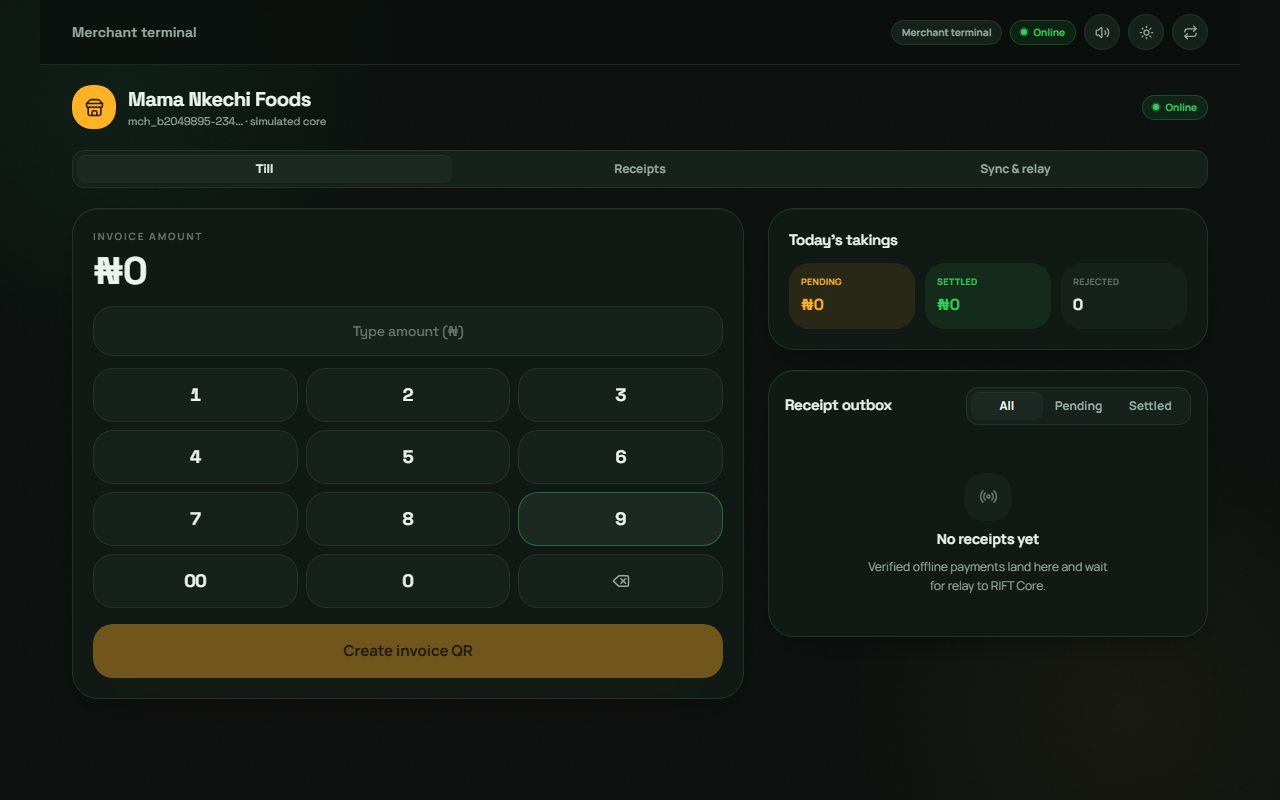 Merchant terminal
Merchant terminal
Online
Mama Nkechi Foods
mch_b2049895-234… · simulated core
Online
Till
Receipts
Sync & relay
INVOICE AMOUNT
₦0
Type amount (₦)
1
2
3
4
5
6
7
8
9
00
0
Create invoice QR
Today's takings
PENDING
₦0
SETTLED
₦0
REJECTED
0
Receipt outbox
All
Pending
Settled
No receipts yet
Verified offline payments land here and wait
for relay to RIFT Core.